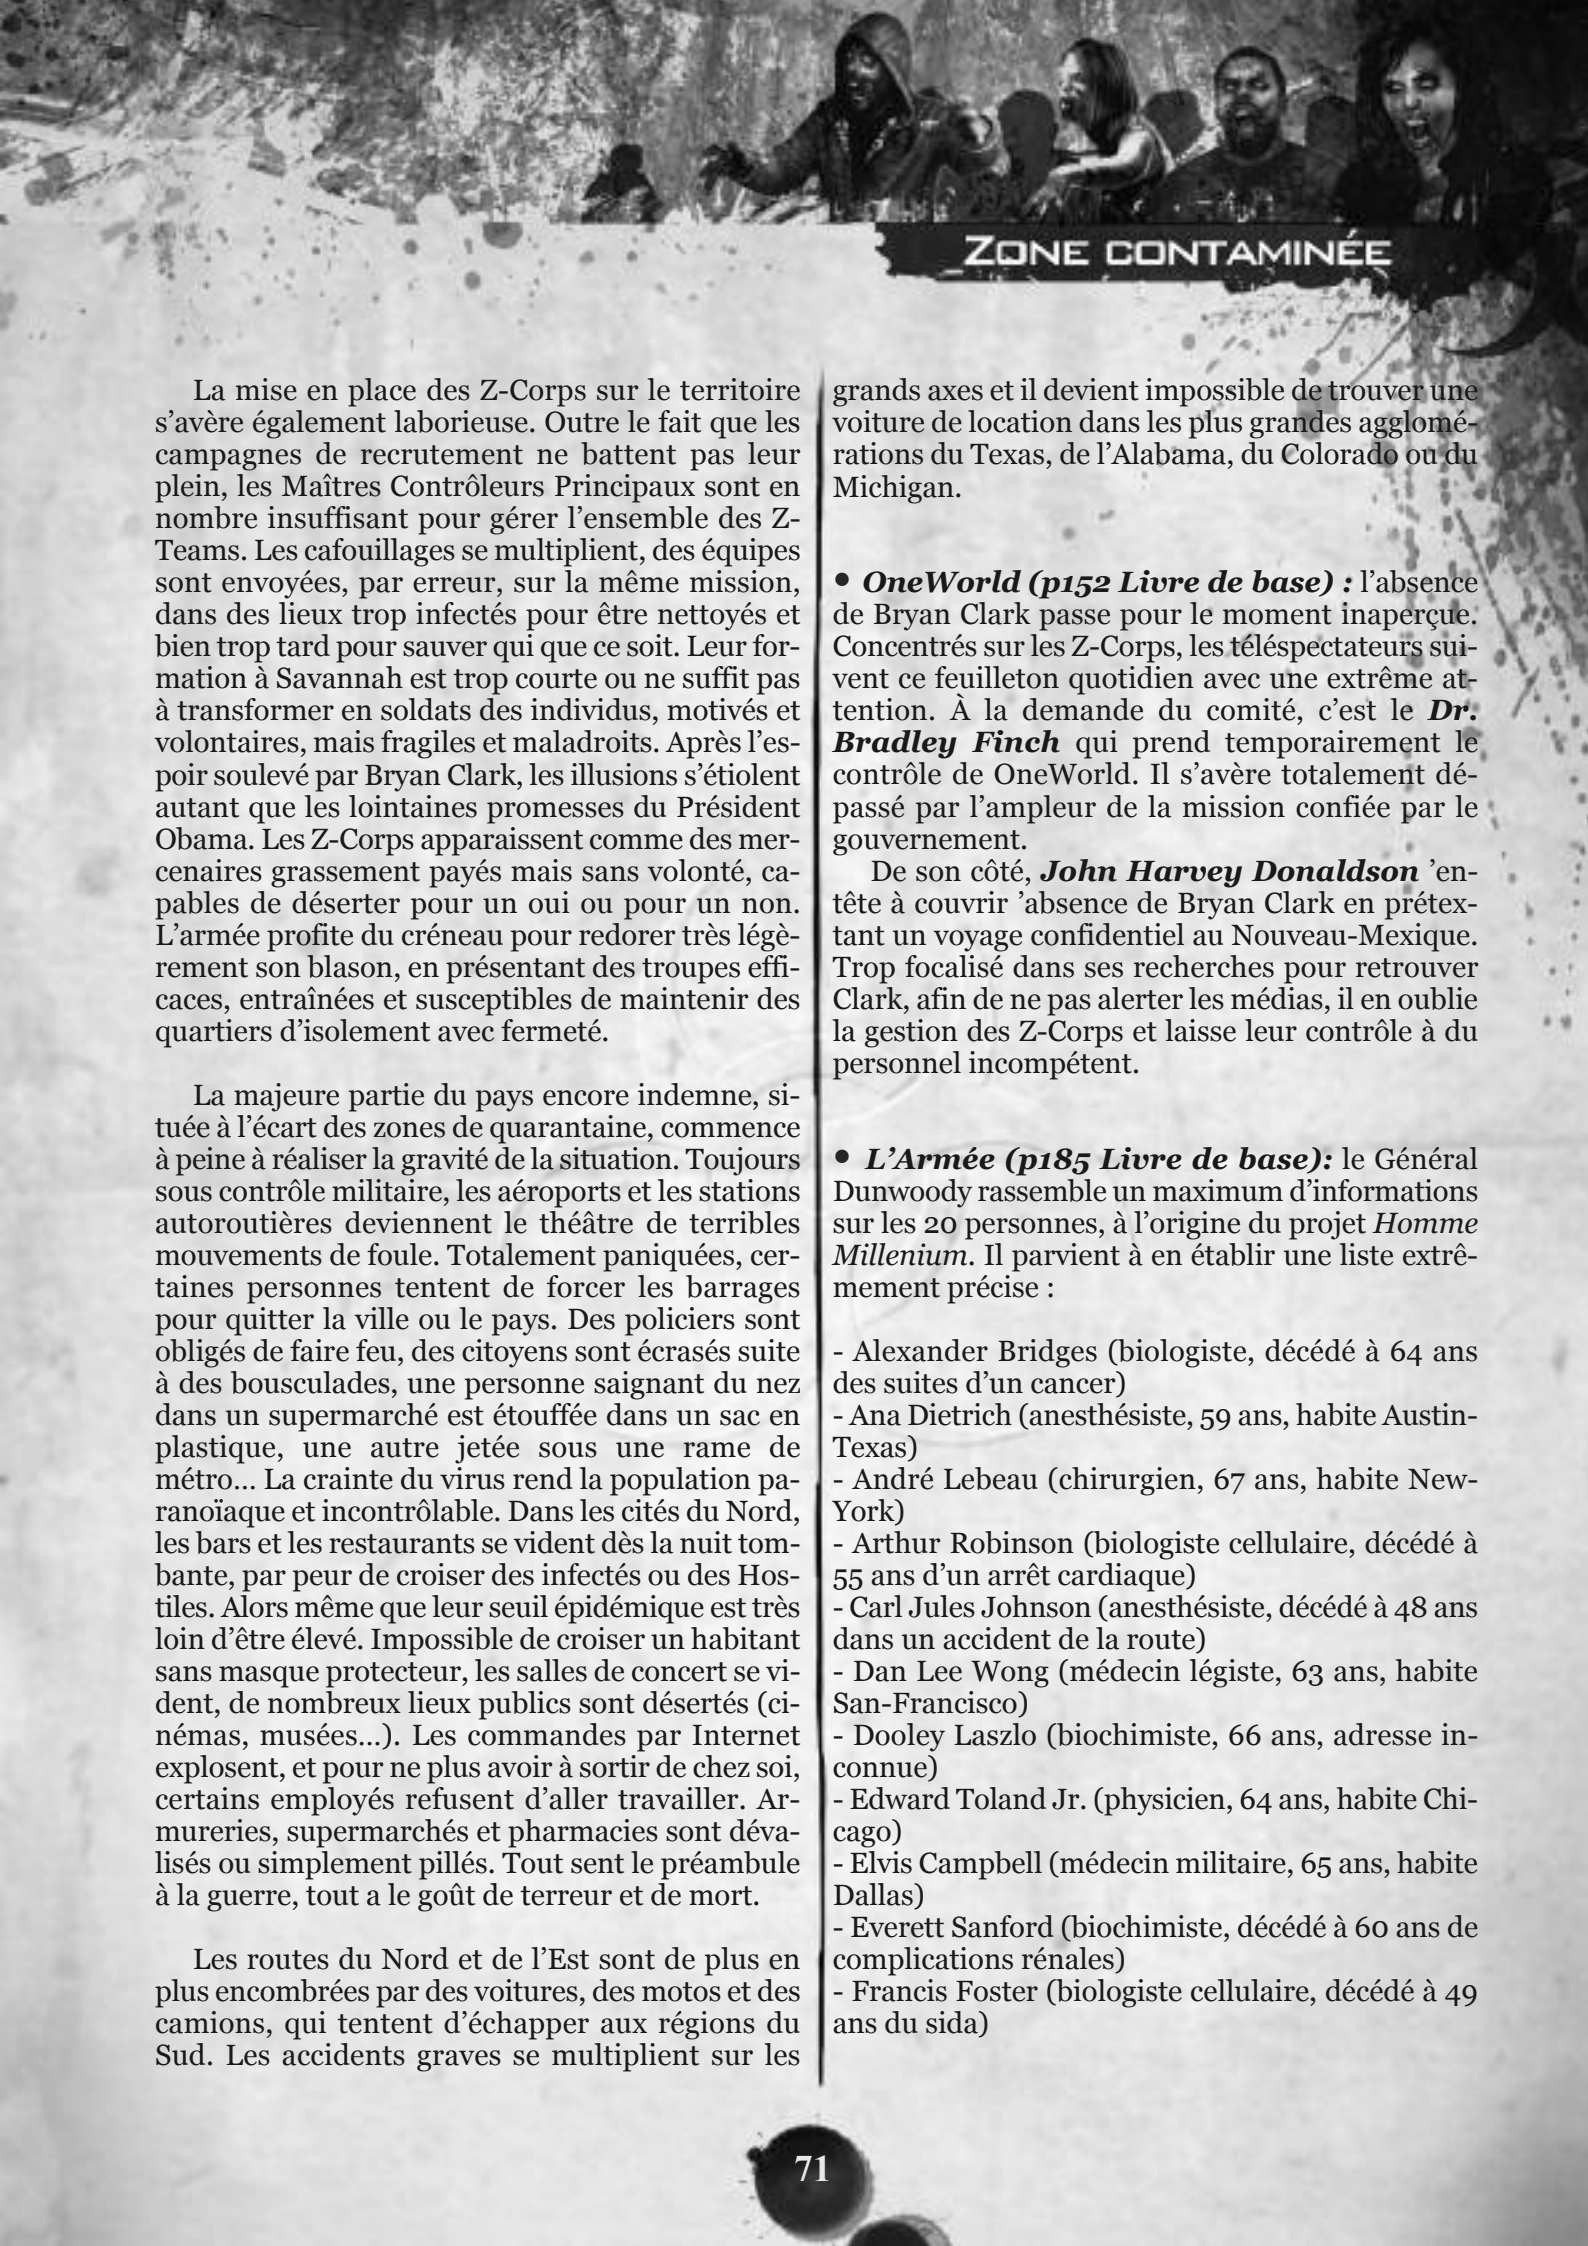 ZONE CONTAMINÉE
La mise en place des Z-Corps sur le territoire
s’avère également laborieuse. Outre le fait que les
campagnes de recrutement ne battent pas leur
plein, les Maîtres Contrôleurs Principaux sont en
nombre insuffisant pour gérer l’ensemble des Z-
Teams. Les cafouillages se multiplient, des équipes
sont envoyées, par erreur, sur la même mission,
dans des lieux trop infectés pour être nettoyés et
bien trop tard pour sauver qui que ce soit. Leur for-
mation à Savannah est trop courte ou ne suffit pas
à transformer en soldats des individus, motivés et
volontaires, mais fragiles et maladroits. Après l’es-
poir soulevé par Bryan Clark, les illusions s’étiolent
autant que les lointaines promesses du Président
Obama. Les Z-Corps apparaissent comme des mer-
cenaires grassement payés mais sans volonté, ca-
pables de déserter pour un oui ou pour un non.
L’armée profite du créneau pour redorer très légè-
rement son blason, en présentant des troupes effi-
caces, entraînées et susceptibles de maintenir des
quartiers d’isolement avec fermeté.
La majeure partie du pays encore indemne, si-
tuée à l’écart des zones de quarantaine, commence
à peine à réaliser la gravité de la situation. Toujours
sous contrôle militaire, les aéroports et les stations
autoroutières deviennent le théâtre de terribles
mouvements de foule. Totalement paniquées, cer-
taines personnes tentent de forcer les barrages
pour quitter la ville ou le pays. Des policiers sont
obligés de faire feu, des citoyens sont écrasés suite
à des bousculades, une personne saignant du nez
dans un supermarché est étouffée dans un sac en
plastique, une autre jetée sous une rame de
métro… La crainte du virus rend la population pa-
ranoïaque et incontrôlable. Dans les cités du Nord,
les bars et les restaurants se vident dès la nuit tom-
bante, par peur de croiser des infectés ou des Hos-
tiles. Alors même que leur seuil épidémique est très
loin d’être élevé. Impossible de croiser un habitant
sans masque protecteur, les salles de concert se vi-
dent, de nombreux lieux publics sont désertés (ci-
némas, musées…). Les commandes par Internet
explosent, et pour ne plus avoir à sortir de chez soi,
certains employés refusent d’aller travailler. Ar-
mureries, supermarchés et pharmacies sont déva-
lisés ou simplement pillés. Tout sent le préambule
à la guerre, tout a le goût de terreur et de mort.
Les routes du Nord et de l’Est sont de plus en
plus encombrées par des voitures, des motos et des
camions, qui tentent d’échapper aux régions du
Sud. Les accidents graves se multiplient sur les
grands axes et il devient impossible de trouver une
voiture de location dans les plus grandes agglomé-
rations du Texas, de l’Alabama, du Colorado ou du
Michigan.
• OneWorld (p152 Livre de base) : l’absence
de Bryan Clark passe pour le moment inaperçue.
Concentrés sur les Z-Corps, les téléspectateurs sui-
vent ce feuilleton quotidien avec une extrême at-
tention. À la demande du comité, c’est le Dr.
Bradley Finch qui prend temporairement le
contrôle de OneWorld. Il s’avère totalement dé-
passé par l’ampleur de la mission confiée par le
gouvernement.
De son côté, John Harvey Donaldson ’en-
tête à couvrir ’absence de Bryan Clark en prétex-
tant un voyage confidentiel au Nouveau-Mexique.
Trop focalisé dans ses recherches pour retrouver
Clark, afin de ne pas alerter les médias, il en oublie
la gestion des Z-Corps et laisse leur contrôle à du
personnel incompétent.
• L’Armée (p185 Livre de base): le Général
Dunwoody rassemble un maximum d’informations
sur les 20 personnes, à l’origine du projet Homme
Millenium. Il parvient à en établir une liste extrê-
mement précise :
- Alexander Bridges (biologiste, décédé à 64 ans
des suites d’un cancer)
- Ana Dietrich (anesthésiste, 59 ans, habite Austin-
Texas)
- André Lebeau (chirurgien, 67 ans, habite New-
York)
- Arthur Robinson (biologiste cellulaire, décédé à
55 ans d’un arrêt cardiaque)
- Carl Jules Johnson (anesthésiste, décédé à 48 ans
dans un accident de la route)
- Dan Lee Wong (médecin légiste, 63 ans, habite
San-Francisco)
- Dooley Laszlo (biochimiste, 66 ans, adresse in-
connue)
- Edward Toland Jr. (physicien, 64 ans, habite Chi-
cago)
- Elvis Campbell (médecin militaire, 65 ans, habite
Dallas)
- Everett Sanford (biochimiste, décédé à 60 ans de
complications rénales)
- Francis Foster (biologiste cellulaire, décédé à 49
ans du sida)
71